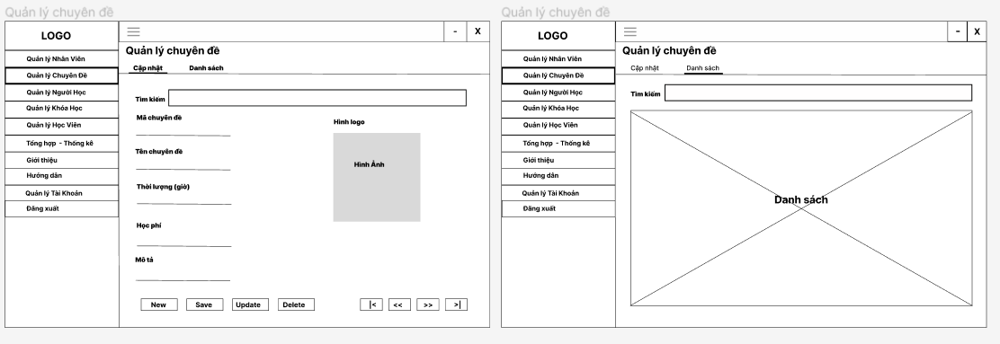 Quản lý chuyên đề
LOGO
- X
Quản lý Nhân Viên
Quản lý Chuyên Đề
Quản lý Người Học
Quản lý Khóa Học
Quản lý Học Viên
Tổng hợp - Thống kê
Giới thiệu
Hướng dẫn
Quản lý Tài Khoản
Đăng xuất
Quản lý chuyên đề
Cập nhật Danh sách
Tìm kiếm
Mã chuyên đề
Tên chuyên đề
Thời lượng (giờ)
Học phí
Mô tả
Hình logo
Hình Ảnh
New Save Update Delete |< << >> >|
Quản lý chuyên đề
LOGO
- X
Quản lý Nhân Viên
Quản lý Chuyên Đề
Quản lý Người Học
Quản lý Khóa Học
Quản lý Học Viên
Tổng hợp - Thống kê
Giới thiệu
Hướng dẫn
Quản lý Tài Khoản
Đăng xuất
Quản lý chuyên đề
Cập nhật Danh sách
Tìm kiếm
Danh sách